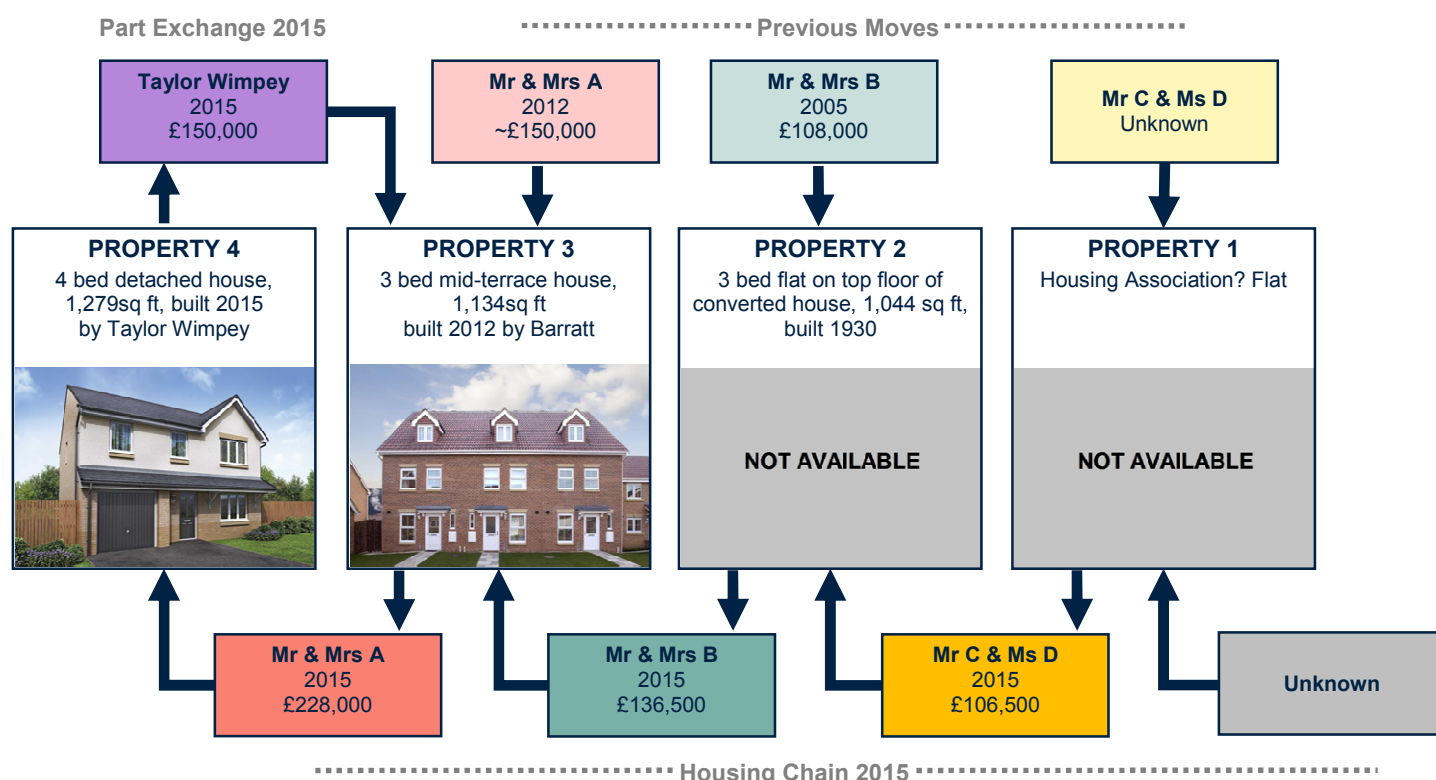 Part Exchange 2015
Previous Moves
Taylor Wimpey
2015
£150,000
Mr & Mrs A
2012
~£150,000
Mr & Mrs B
2005
£108,000
Mr C & Ms D
Unknown
PROPERTY 4
4 bed detached house,
1,279sq ft, built 2015
by Taylor Wimpey
PROPERTY 3
3 bed mid-terrace house,
1,134sq ft
built 2012 by Barratt
PROPERTY 2
3 bed flat on top floor of
converted house, 1,044 sq ft,
built 1930
NOT AVAILABLE
PROPERTY 1
Housing Association? Flat
NOT AVAILABLE
Mr & Mrs A
2015
£228,000
Mr & Mrs B
2015
£136,500
Mr C & Ms D
2015
£106,500
Unknown
Housing Chain 2015